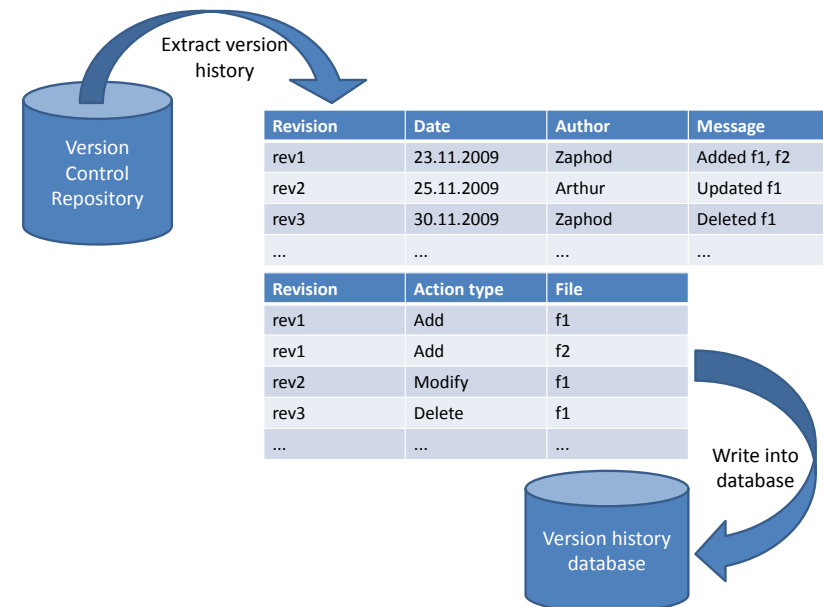 Extract version
history
Version
Control
Repository
Revision Date Author Message
rev1 23.11.2009 Zaphod Added f1, f2
rev2 25.11.2009 Arthur Updated f1
rev3 30.11.2009 Zaphod Deleted f1
... ... ... ...
Revision Action type File
rev1 Add f1
rev1 Add f2
rev2 Modify f1
rev3 Delete f1
... ... ...
Write into
database
Version history
database